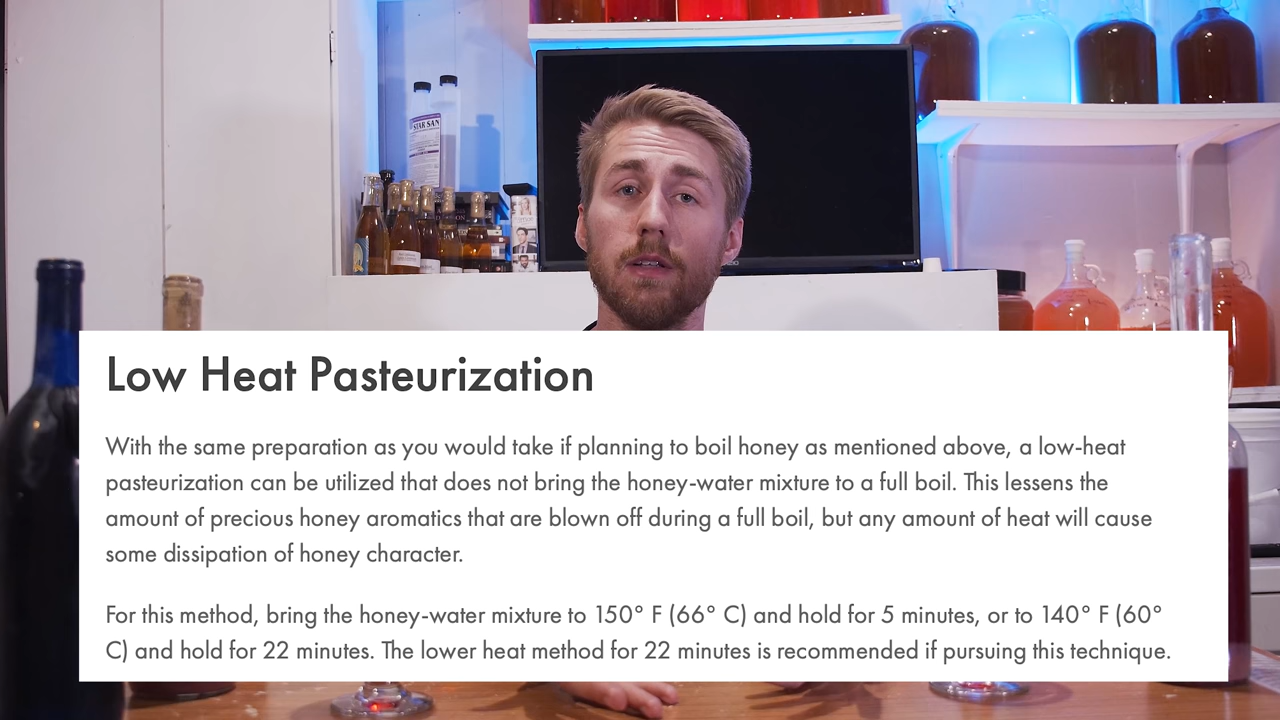 STAR SAN
Low Heat Pasteurization
With the same preparation as you would take if planning to boil honey as mentioned above, a low-heat
pasteurization can be utilized that does not bring the honey-water mixture to a full boil. This lessens the
amount of precious honey aromatics that are blown off during a full boil, but any amount of heat will cause
some dissipation of honey character.
For this method, bring the honey-water mixture to 150° F (66° C) and hold for 5 minutes, or to 140° F (60°
C) and hold for 22 minutes. The lower heat method for 22 minutes is recommended if pursuing this technique.